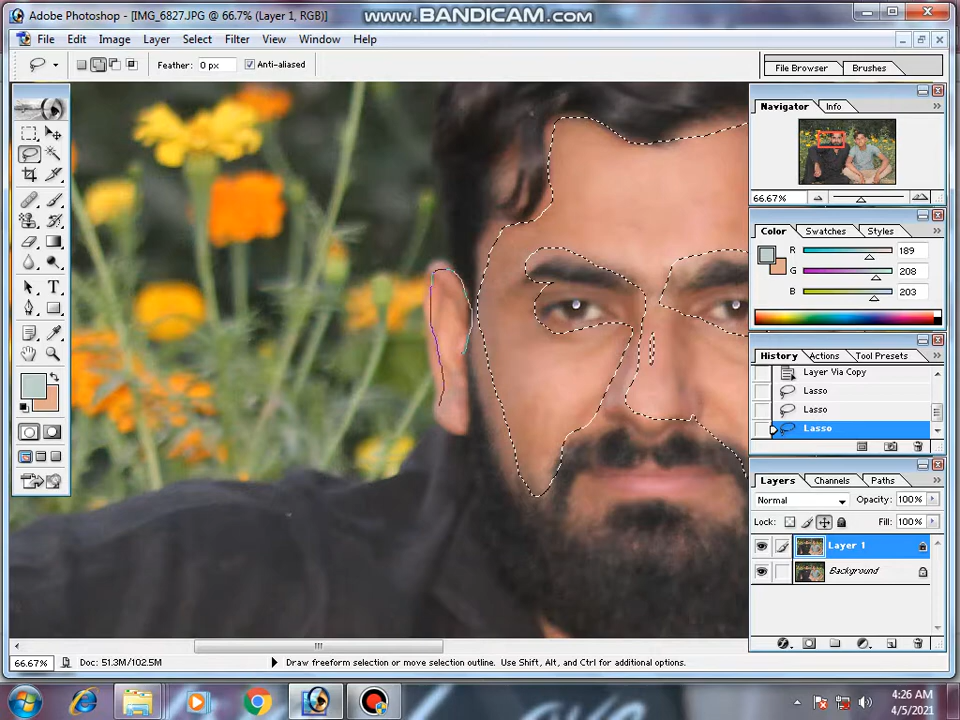 Adobe Photoshop - [IMG_6827.JPG @ 66.7% (Layer 1, RGB)]
www.BANDICAM.com
File Edit Image Layer Select Filter View Window Help
Feather: 0 px Anti-aliased
File Browser Brushes
Navigator Info
66.67%
Color Swatches Styles
R 189
G 208
B 203
History Actions Tool Presets
Layer Via Copy
Lasso
Lasso
Lasso
Layers Channels Paths
Normal Opacity: 100%
Lock: Fill: 100%
Layer 1
Background
66.67% Doc: 51.3M/102.5M Draw freeform selection or move selection outline. Use Shift, Alt, and Ctrl for additional options.
4:26 AM
4/5/2021